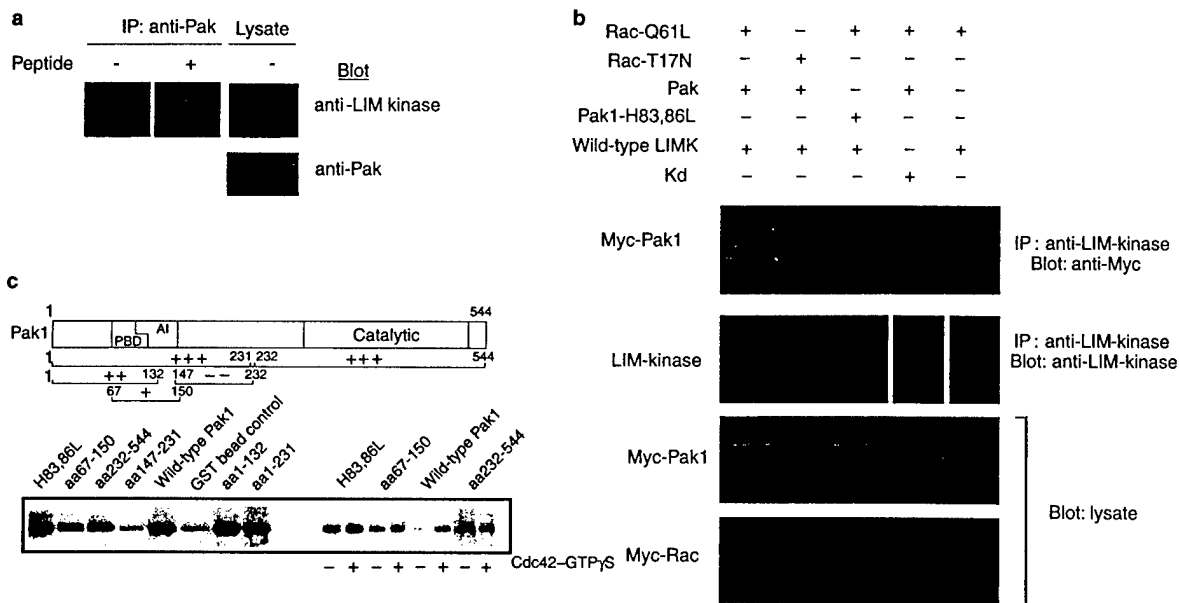 a
IP: anti-Pak Lysate
Peptide - + -
Blot
anti-LIM kinase
anti-Pak
b
Rac-Q61L + – + + +
Rac-T17N – + – – –
Pak + + – + –
Pak1-H83,86L – – + – –
Wild-type LIMK + + + – +
Kd – – – + –
Myc-Pak1
IP : anti-LIM-kinase
Blot: anti-Myc
LIM-kinase
IP : anti-LIM-kinase
Blot: anti-LIM-kinase
Myc-Pak1
Myc-Rac
Blot: lysate
c
1 544
Pak1 PBD AI Catalytic
1 +++ 231 232 +++ 544
1 ++ 132 147 – – 232
67 + 150
H83,86L aa67-150 aa232-544 aa147-231 Wild-type Pak1 GST bead control aa1-132 aa1-231
H83,86L aa67-150 Wild-type Pak1 aa232-544
– + – + – + – + Cdc42–GTPγS